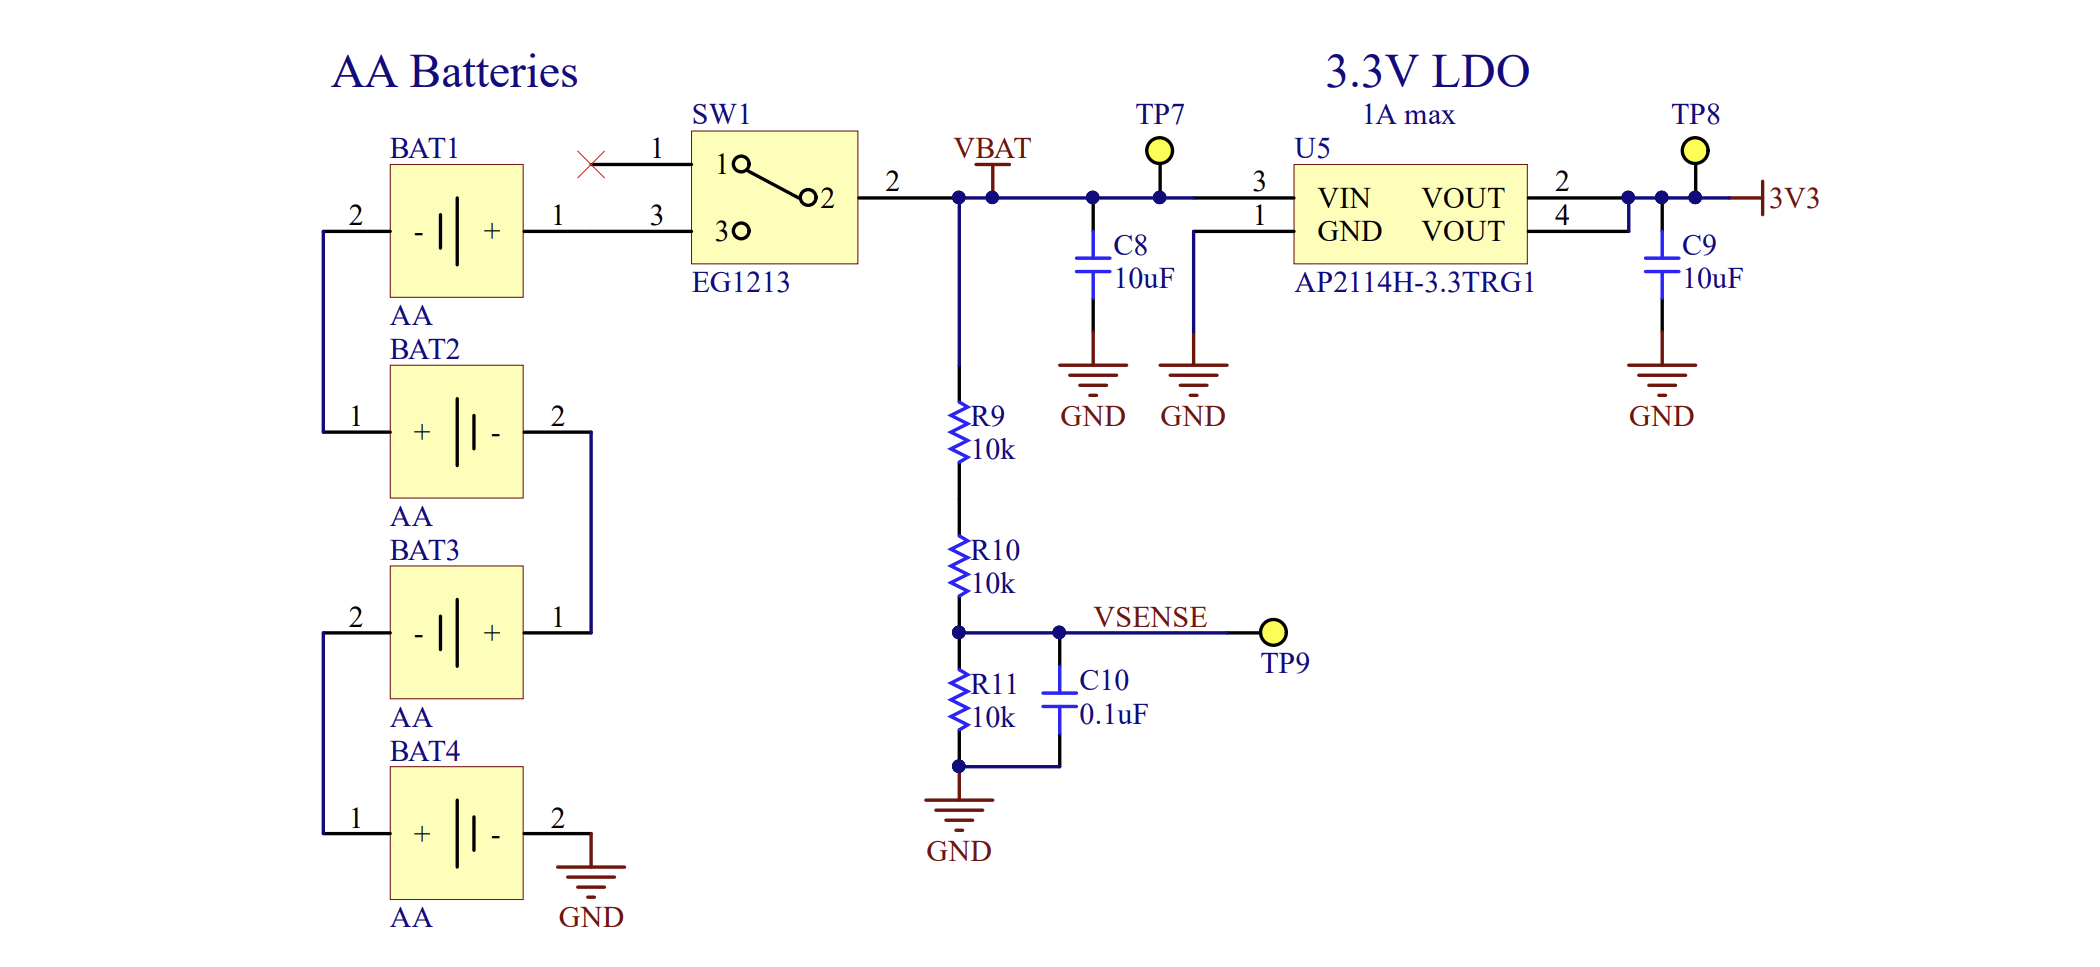 AA Batteries
BAT1
2
- +
1
AA
BAT2
1
+ -
2
AA
BAT3
2
- +
1
AA
BAT4
1
+ -
2
AA
GND
SW1
1
3
1
2
3
2
EG1213
VBAT
TP7
C8
10uF
GND
GND
3.3V LDO
1A max
U5
3
1
VIN VOUT
GND VOUT
2
4
AP2114H-3.3TRG1
TP8
3V3
C9
10uF
GND
R9
10k
R10
10k
VSENSE
TP9
R11
10k
C10
0.1uF
GND